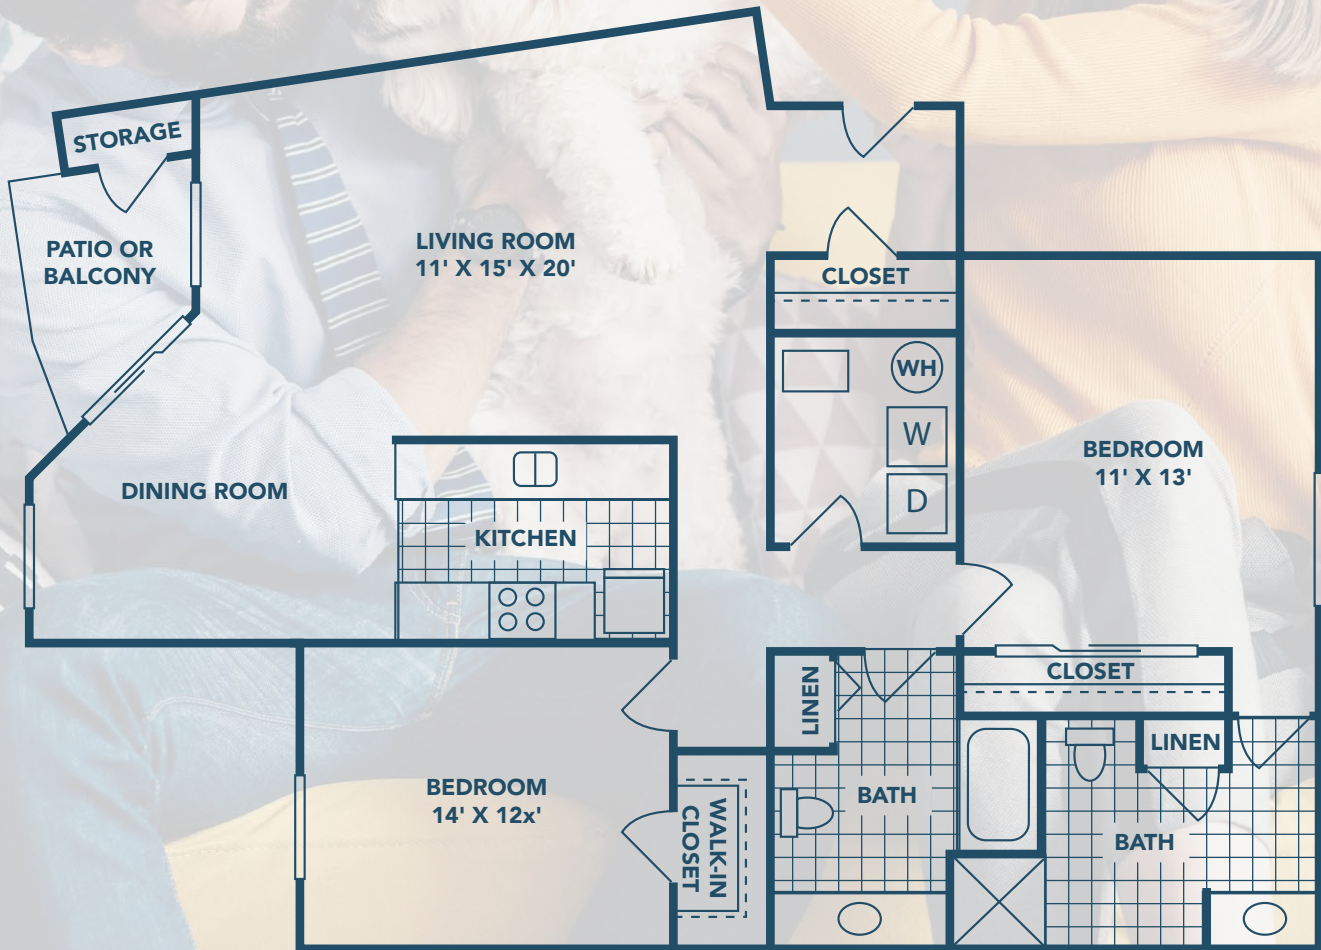 STORAGE
PATIO OR
BALCONY
LIVING ROOM
11' X 15' X 20'
CLOSET
WH
W
D
BEDROOM
11' X 13'
DINING ROOM
KITCHEN
CLOSET
LINEN
LINEN
BEDROOM
14' X 12x'
WALK-IN
CLOSET
BATH
BATH